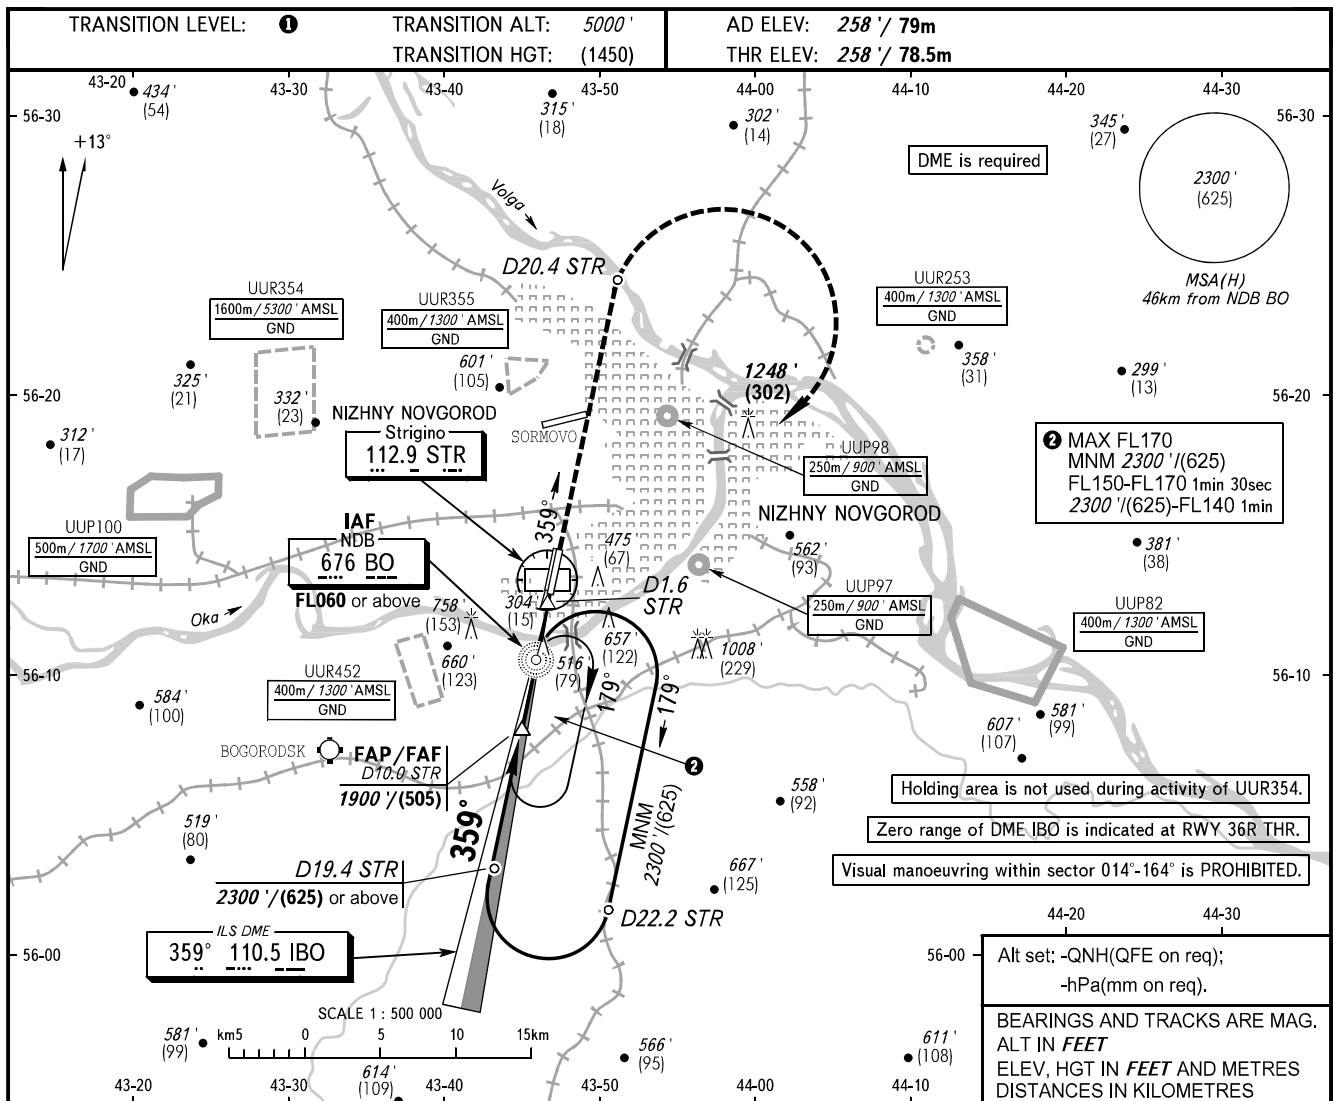 TRANSITION LEVEL: ❶ TRANSITION ALT: 5000' AD ELEV: 258'/ 79m
TRANSITION HGT: (1450) THR ELEV: 258'/ 78.5m
43-20 43-30 43-40 43-50 44-00 44-10 44-20 44-30
434'
(54)
315'
(18)
302'
(14)
345'
(27)
56-30 56-30
+13°
DME is required
2300'
(625)
Volga
MSA(H)
46km from NDB BO
D20.4 STR
UUR354
1600m/5300' AMSL
GND
UUR355
400m/1300' AMSL
GND
UUR253
400m/1300' AMSL
GND
601'
(105)
358'
(31)
325'
(21)
1248'
(302)
299'
(13)
332'
(23)
56-20 56-20
NIZHNY NOVGOROD
Strigino
112.9 STR
SORMOVO
312'
(17)
❷ MAX FL170
MNM 2300'/(625)
FL150-FL170 1min 30sec
2300'/(625)-FL140 1min
UUP98
250m/900' AMSL
GND
UUP100
500m/1700' AMSL
GND
359°
NIZHNY NOVGOROD
IAF
NDB
676 BO
FL060 or above
475'
(67)
562'
(93)
381'
(38)
D1.6
STR
UUP97
250m/900' AMSL
GND
UUP82
400m/1300' AMSL
GND
Oka
758'
(153)
304'
(15)
657'
(122)
1008'
(229)
660'
(123)
516'
(79)
56-10 56-10
UUR452
400m/1300' AMSL
GND
584'
(100)
179°
179°
581'
(99)
607'
(107)
BOGORODSK
FAP/FAF
D10.0 STR
1900'/(505)
❷
Holding area is not used during activity of UUR354.
558'
(92)
519'
(80)
359°
MNM
2300'/(625)
Zero range of DME IBO is indicated at RWY 36R THR.
D19.4 STR
2300'/(625) or above
667'
(125)
Visual manoeuvring within sector 014°-164° is PROHIBITED.
D22.2 STR
44-20 44-30
ILS DME
359° 110.5 IBO
56-00 56-00
Alt set: -QNH(QFE on req);
-hPa(mm on req).
SCALE 1 : 500 000
km5 0 5 10 15km
581'
(99)
566'
(95)
611'
(108)
614'
(109)
BEARINGS AND TRACKS ARE MAG.
ALT IN FEET
ELEV, HGT IN FEET AND METRES
DISTANCES IN KILOMETRES
43-20 43-30 43-40 43-50 44-00 44-10